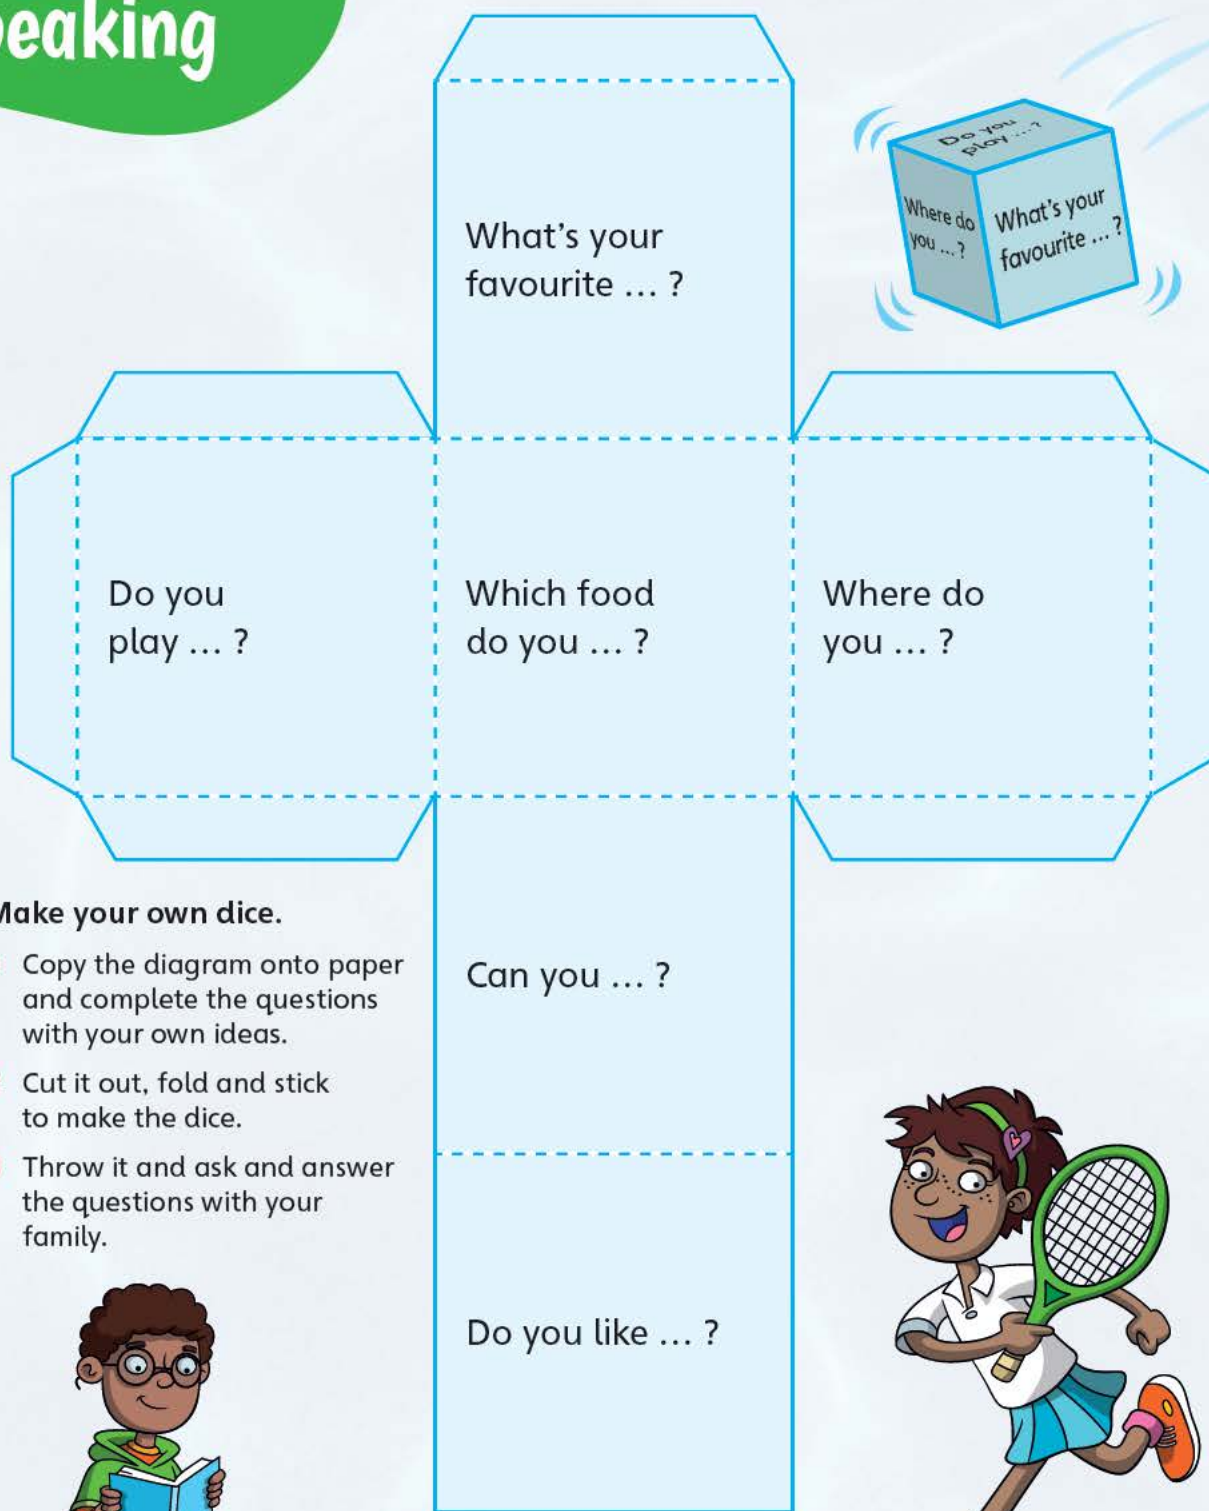 peaking
What's your
favourite ... ?
Do you
play ... ?
Where do
you ... ?
What's your
favourite ... ?
Do you
play ... ?
Which food
do you ... ?
Where do
you ... ?
Make your own dice.
Copy the diagram onto paper
and complete the questions
with your own ideas.
Cut it out, fold and stick
to make the dice.
Throw it and ask and answer
the questions with your
family.
Can you ... ?
Do you like ... ?